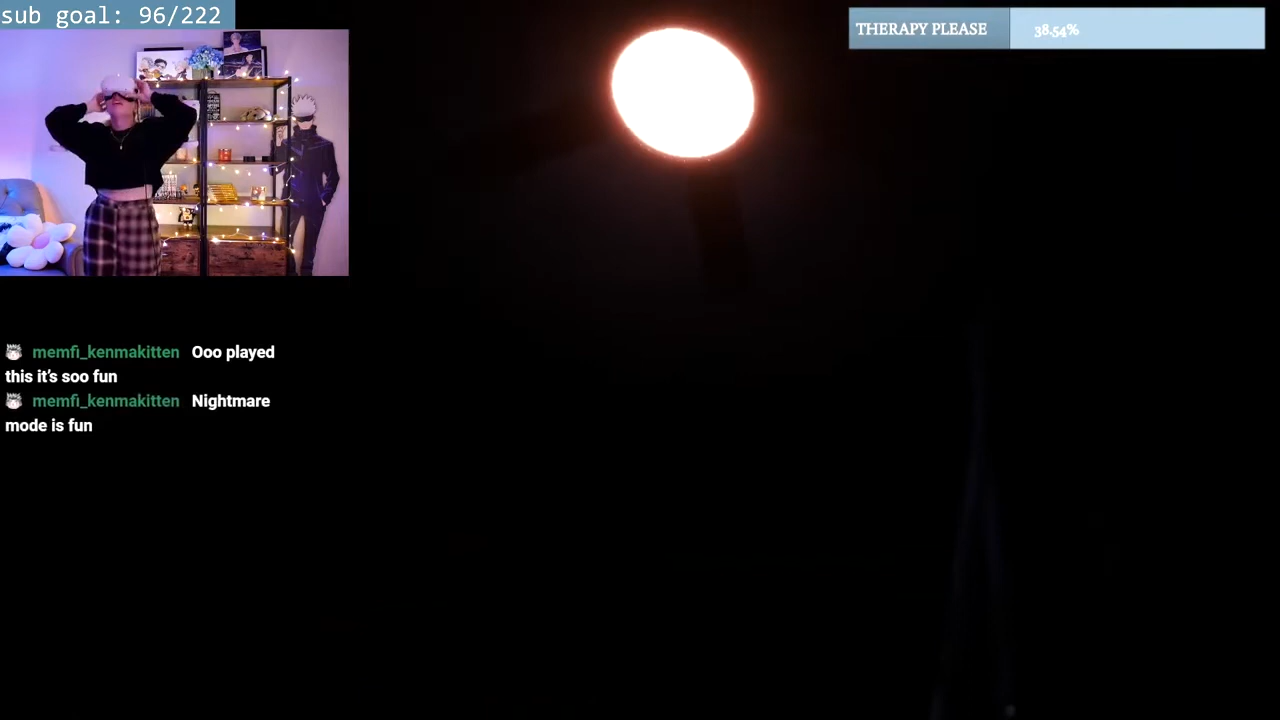 sub goal: 96/222
THERAPY PLEASE 38.54%
memfi_kenmakitten Ooo played
this it's soo fun
memfi_kenmakitten Nightmare
mode is fun